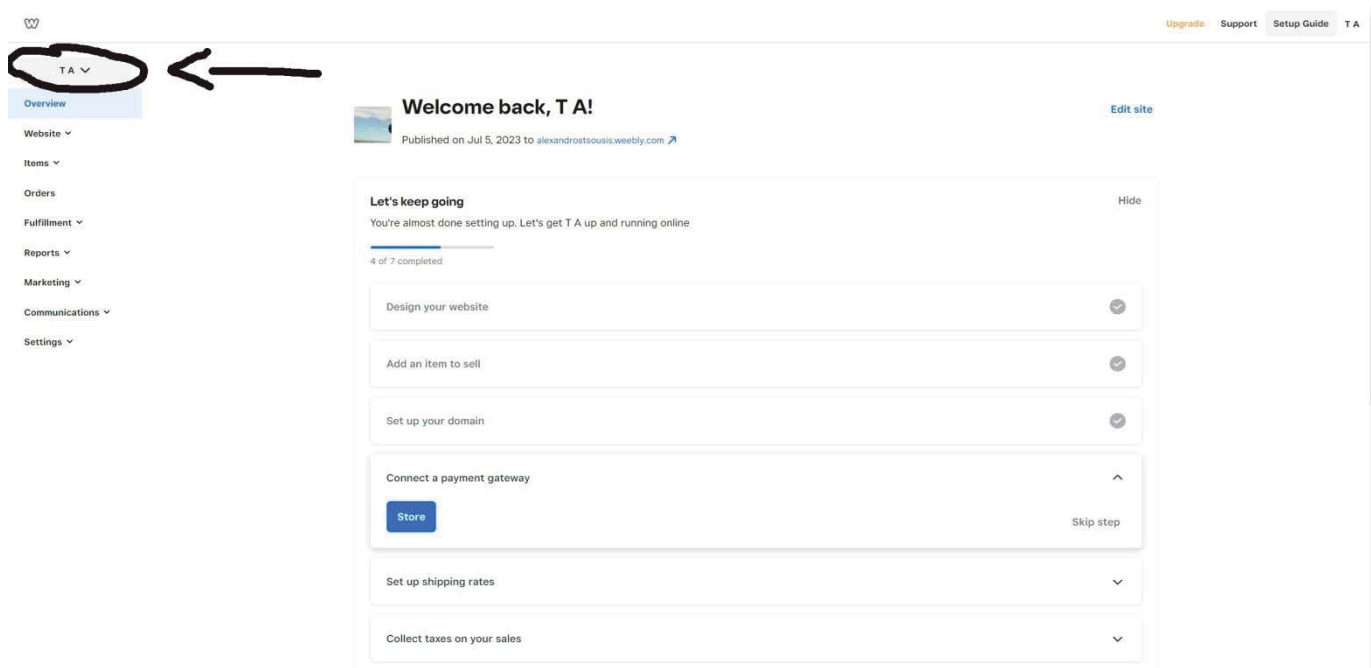 Upgrade Support Setup Guide T A
T A
Overview
Website
Items
Orders
Fulfillment
Reports
Marketing
Communications
Settings
Welcome back, T A!
Edit site
Published on Jul 5, 2023 to alexandrostsousis.weebly.com
Let's keep going
Hide
You're almost done setting up. Let's get T A up and running online
4 of 7 completed
Design your website
Add an item to sell
Set up your domain
Connect a payment gateway
Store
Skip step
Set up shipping rates
Collect taxes on your sales